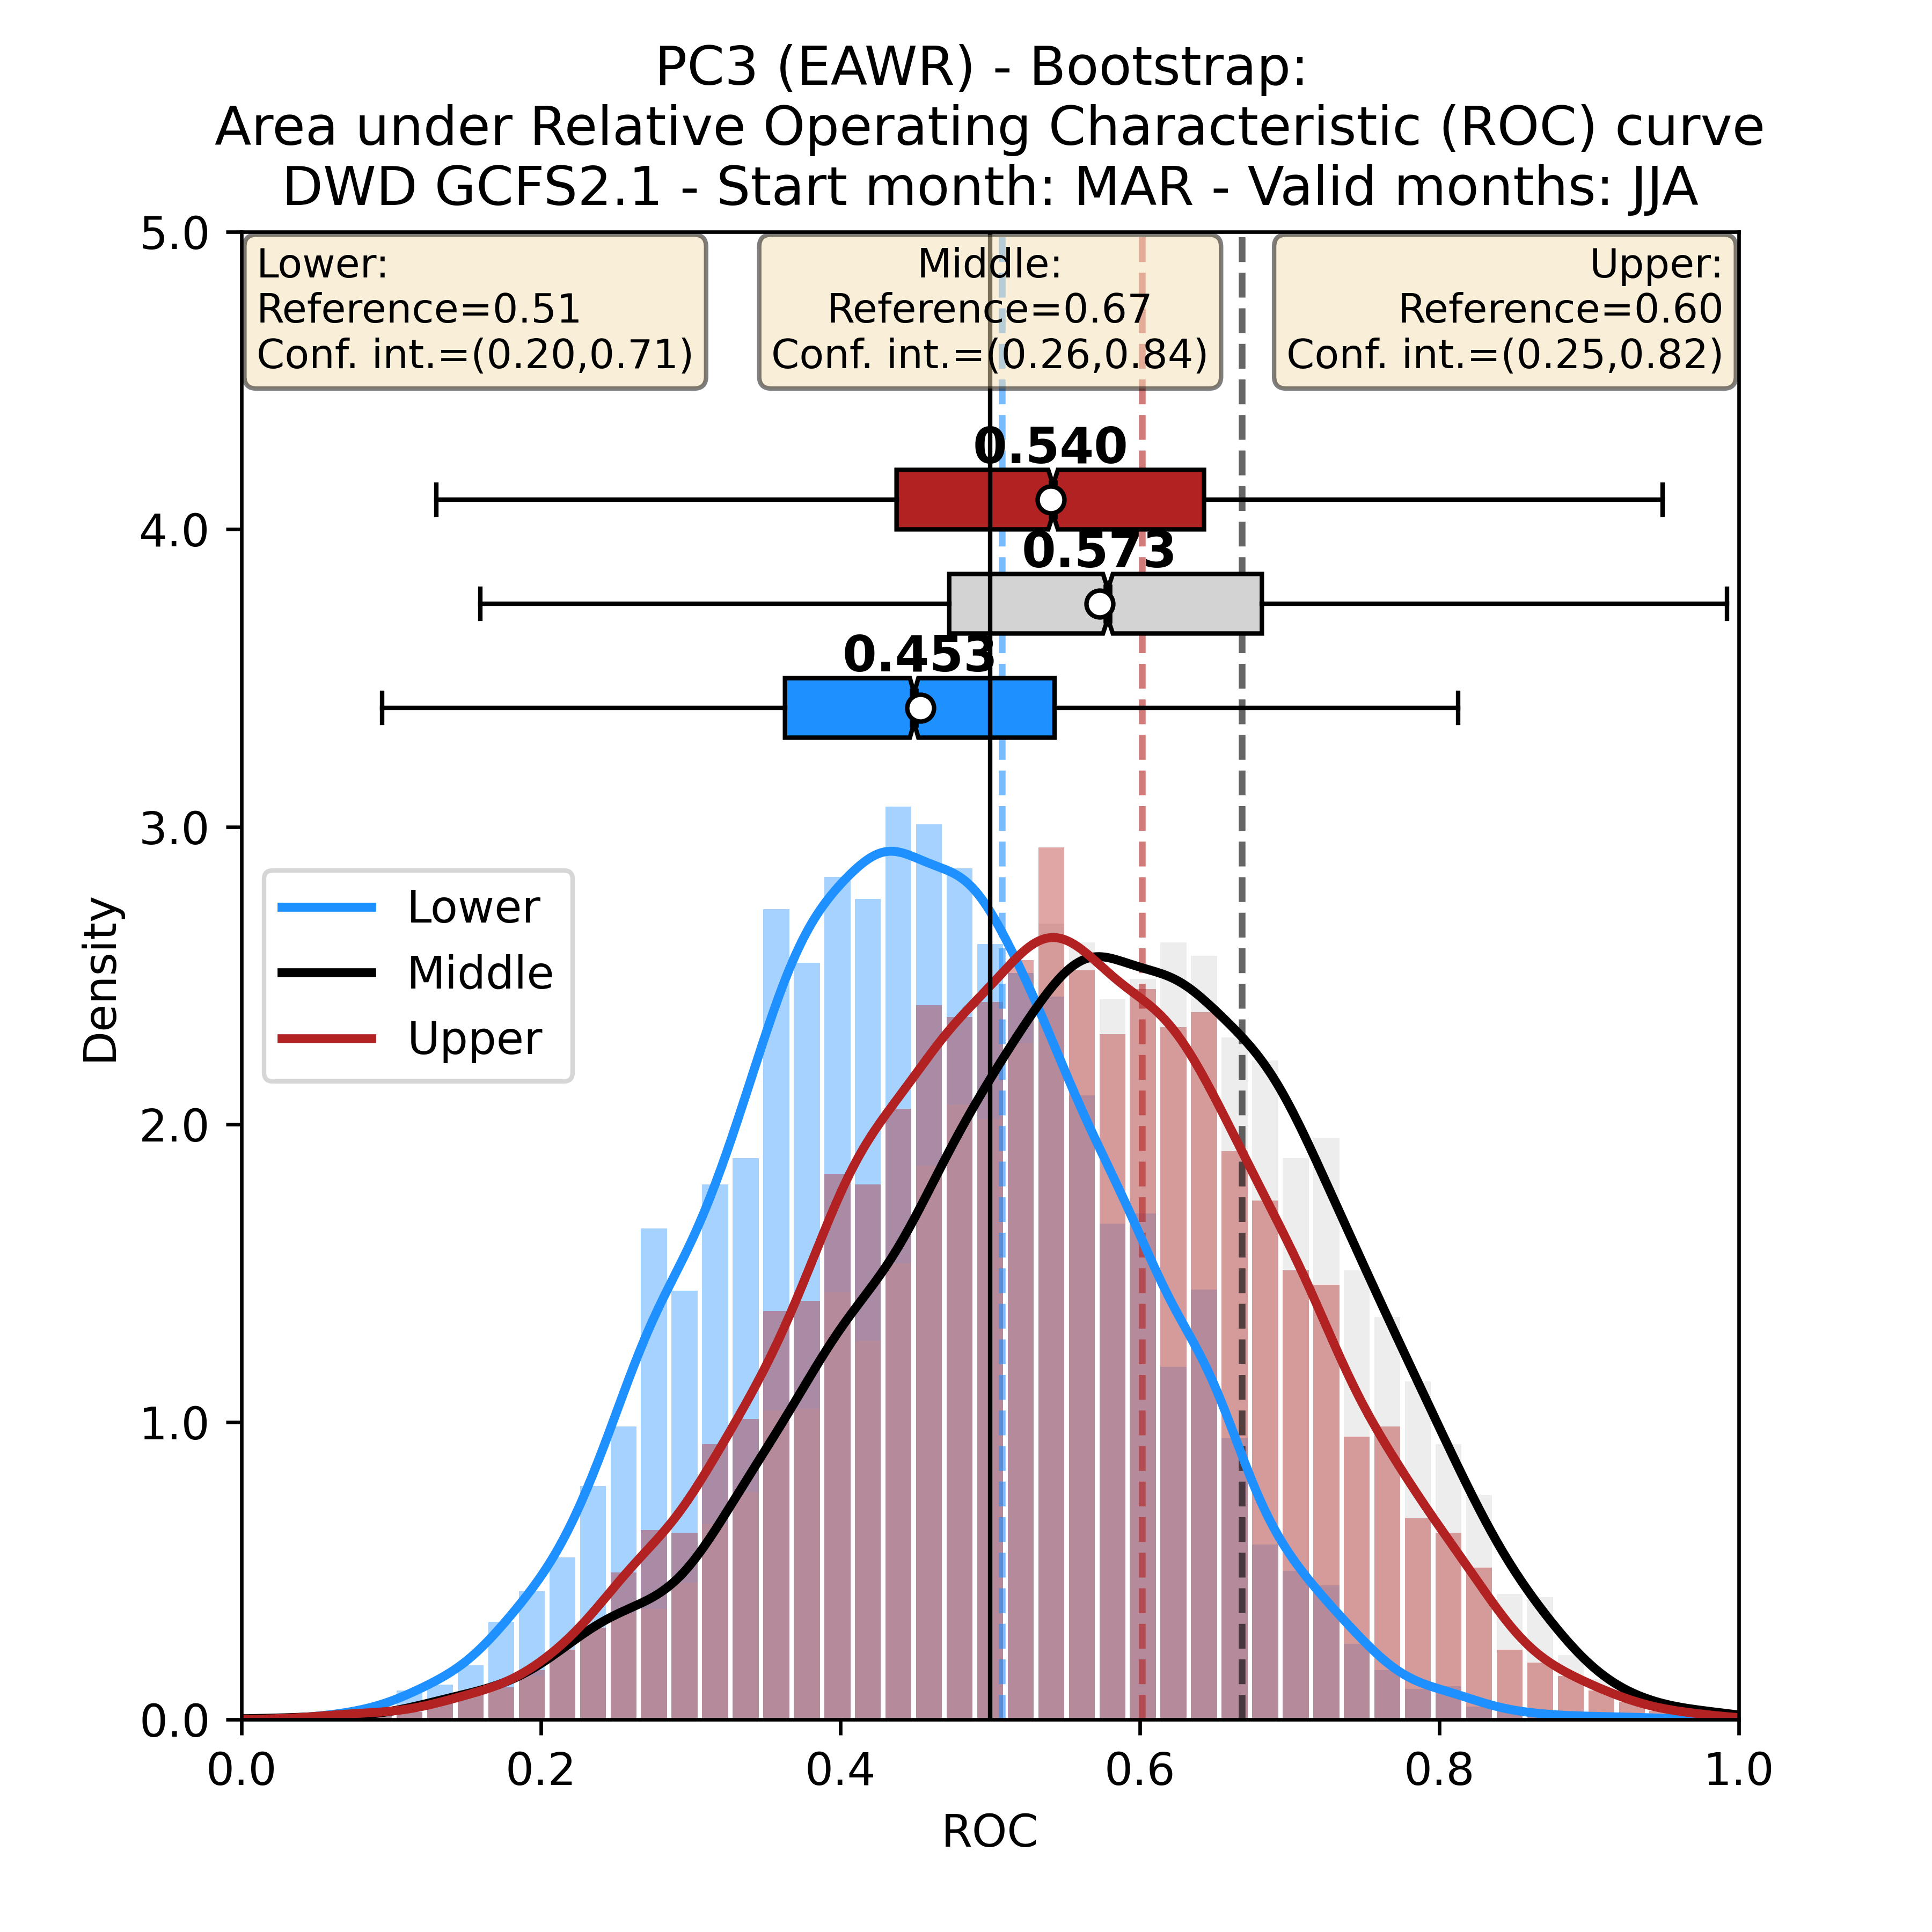 PC3 (EAWR) - Bootstrap:
Area under Relative Operating Characteristic (ROC) curve
DWD GCFS2.1 - Start month: MAR - Valid months: JJA
Lower:
Reference=0.51
Conf. int.=(0.20,0.71)
Middle:
Reference=0.67
Conf. int.=(0.26,0.84)
Upper:
Reference=0.60
Conf. int.=(0.25,0.82)
0.540
0.573
0.453
Lower
Middle
Upper
Density
5.0
4.0
3.0
2.0
1.0
0.0
0.0 0.2 0.4 0.6 0.8 1.0
ROC